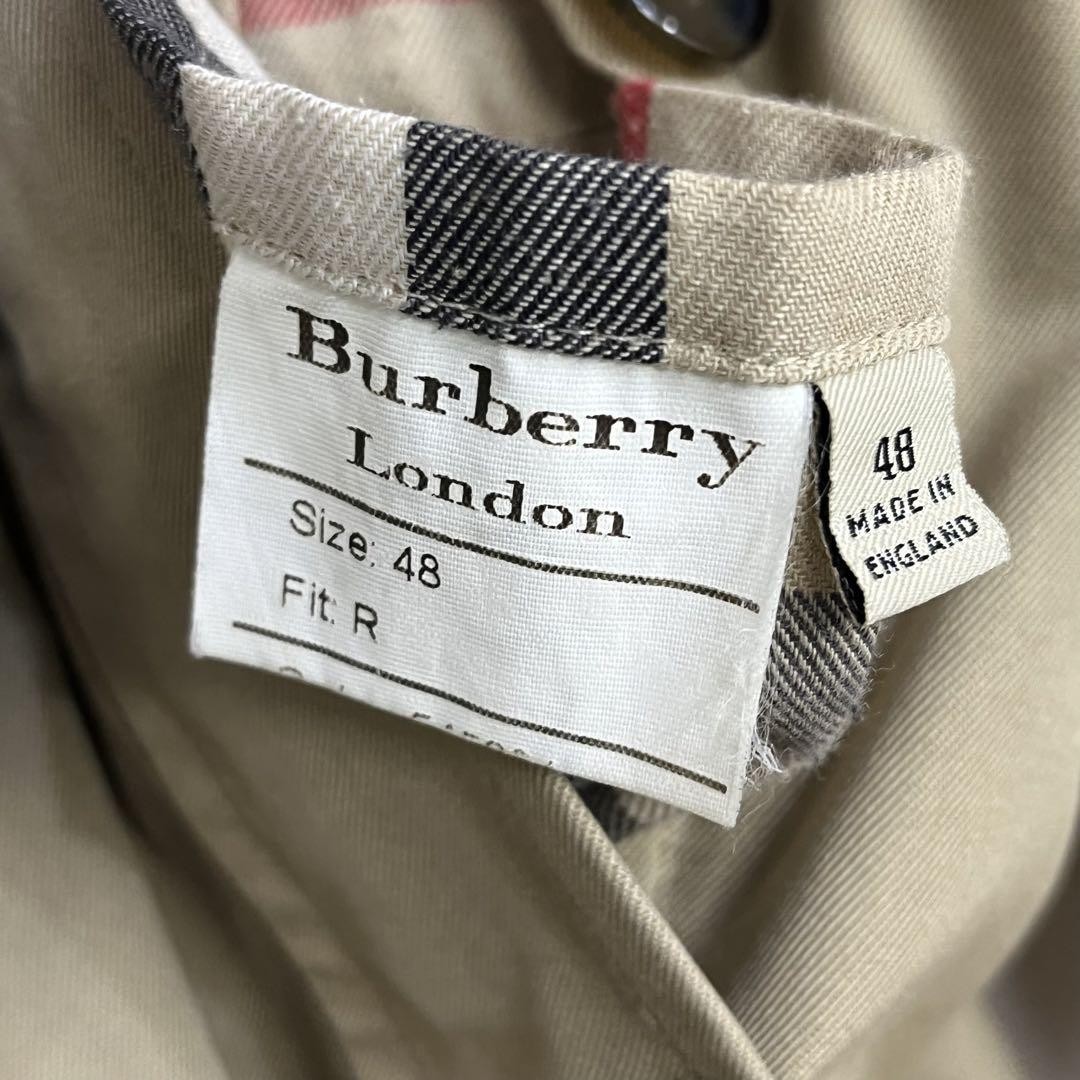 Burberry
London
Size: 48
Fit: R
48
MADE IN
ENGLAND